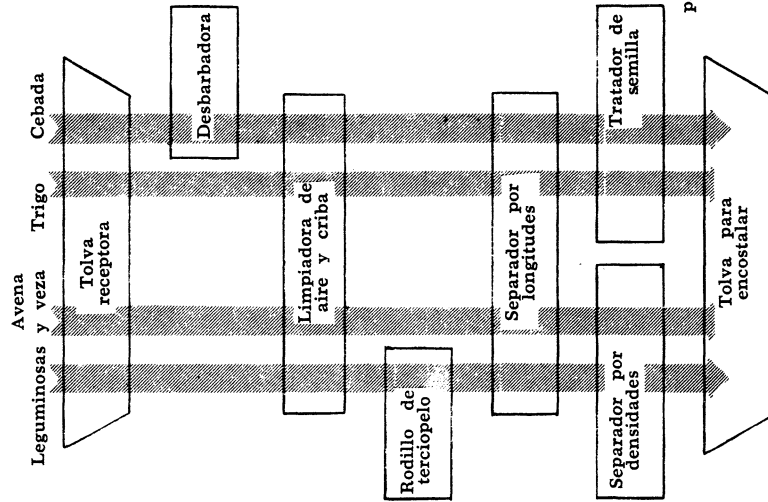 Avena
Leguminosas
y veza
Trigo
Cebada
Tolva
receptora
Desbarbadora
Limpiadora de
aire y criba
Rodillo de
terciopelo
Separador por
longitudes
Separador por
densidades
Tratador de
semilla
Tolva para
encostalar
p